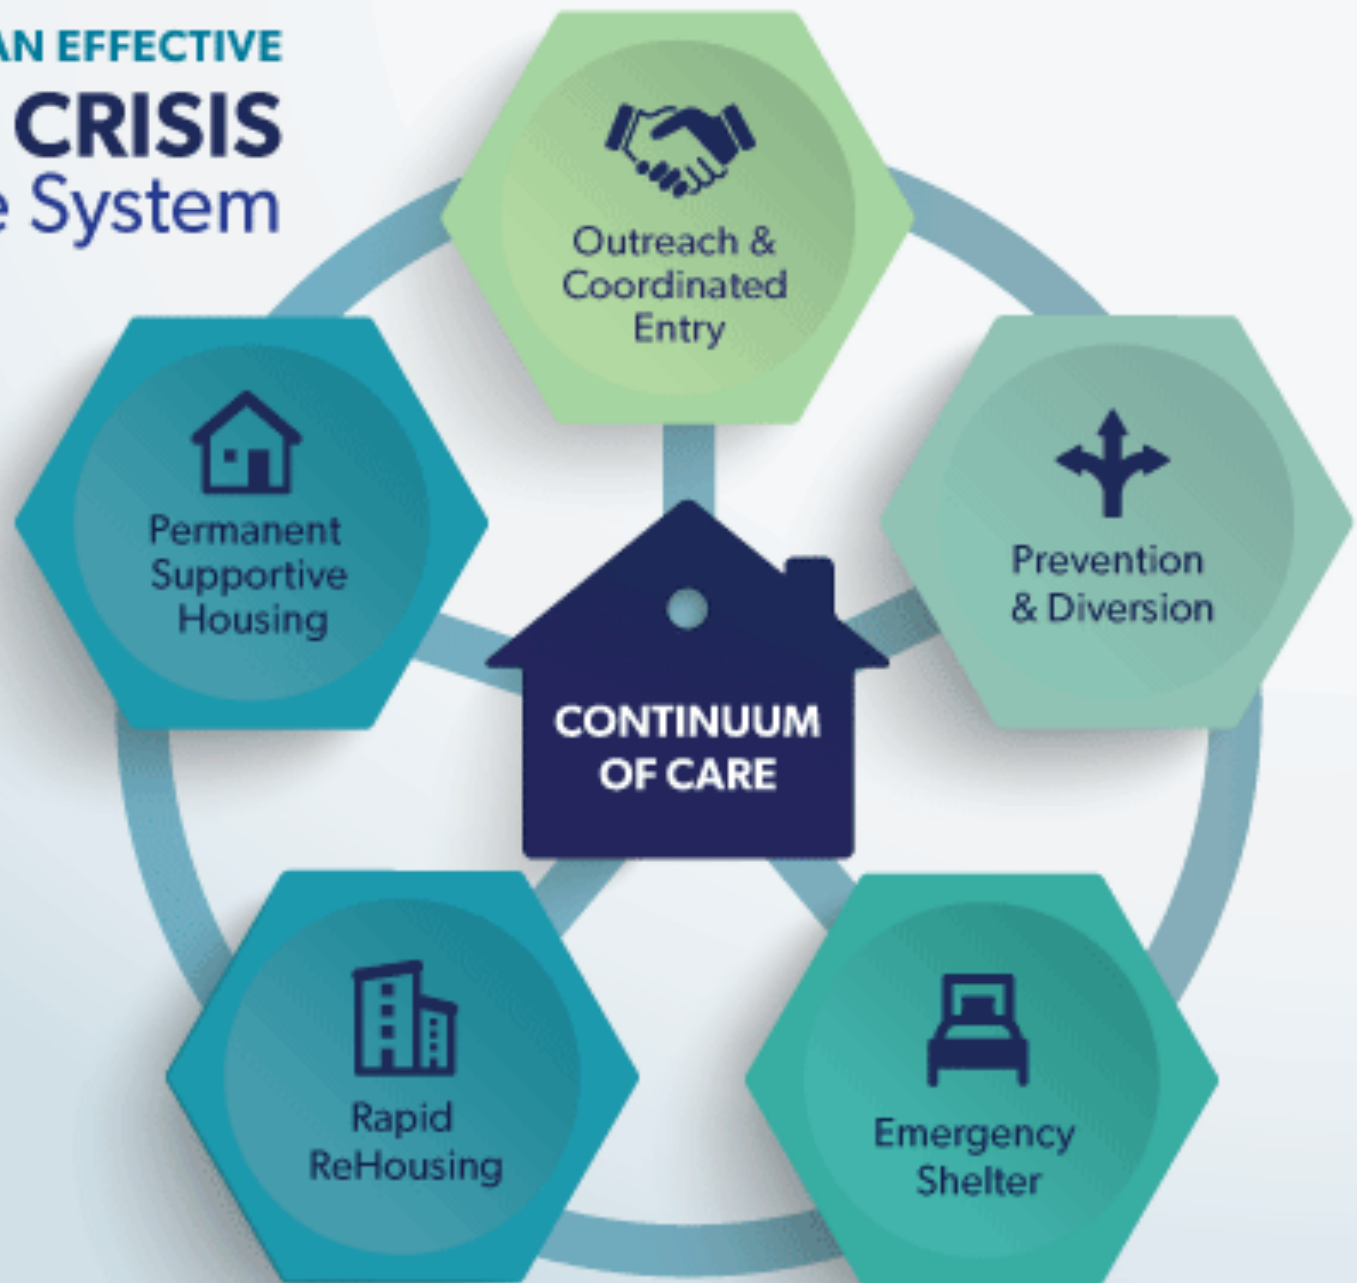 AN EFFECTIVE
CRISIS
e System
Outreach &
Coordinated
Entry
Prevention
& Diversion
Emergency
Shelter
Rapid
ReHousing
Permanent
Supportive
Housing
CONTINUUM
OF CARE